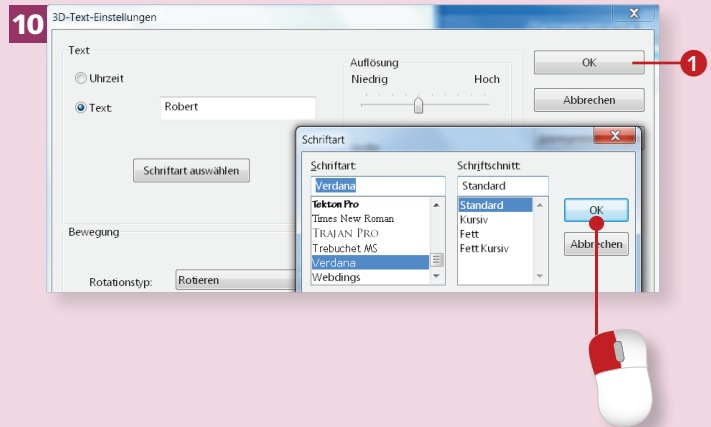 10
3D-Text-Einstellungen
Text
Uhrzeit
Text:
Robert
Schriftart auswählen
Auflösung
Niedrig
Hoch
OK
1
Abbrechen
Schriftart
Schriftart:
Verdana
Tekton Pro
Times New Roman
TRAJAN PRO
Trebuchet MS
Verdana
Webdings
Schriftschnitt:
Standard
Standard
Kursiv
Fett
Fett Kursiv
OK
Abbrechen
Bewegung
Rotationstyp:
Rotieren